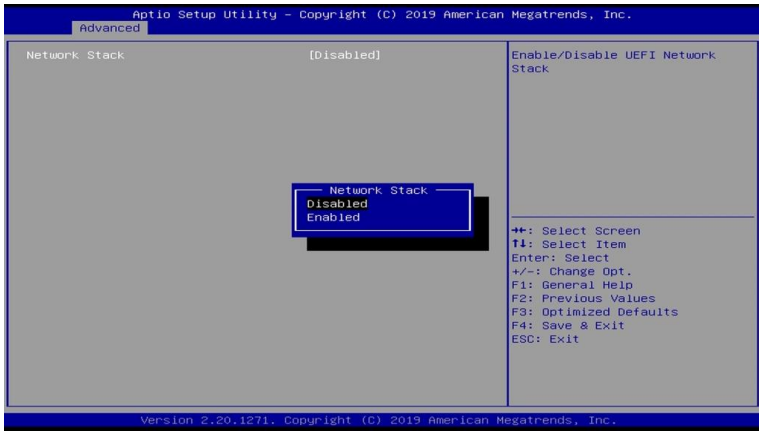 Aptio Setup Utility – Copyright (C) 2019 American Megatrends, Inc.
Advanced
Network Stack [Disabled]
Enable/Disable UEFI Network
Stack
Network Stack
Disabled
Enabled
→←: Select Screen
↑↓: Select Item
Enter: Select
+/-: Change Opt.
F1: General Help
F2: Previous Values
F3: Optimized Defaults
F4: Save & Exit
ESC: Exit
Version 2.20.1271. Copyright (C) 2019 American Megatrends, Inc.